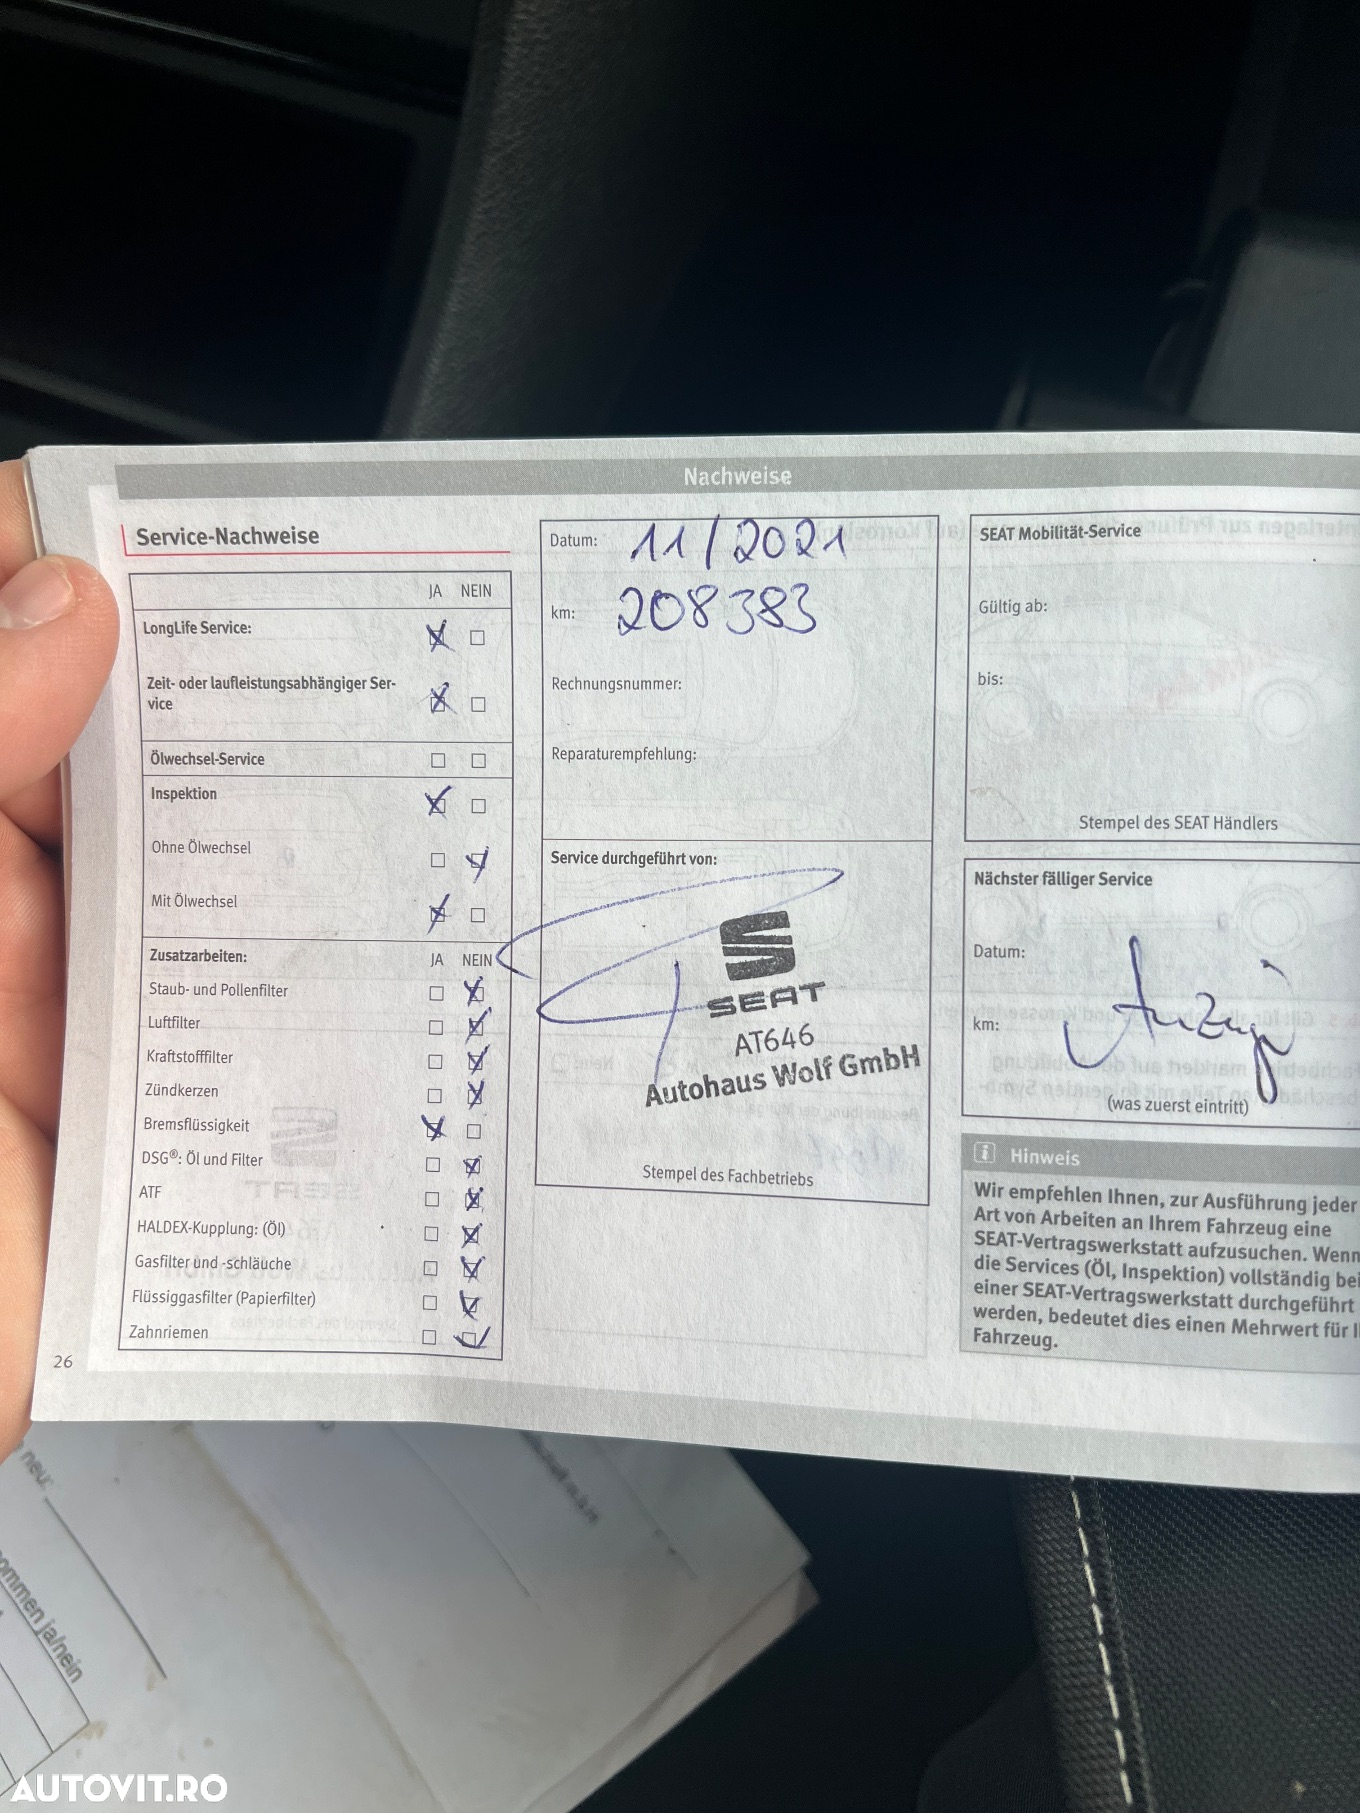 Nachweise
Service-Nachweise
JA NEIN
LongLife Service:
Zeit- oder laufleistungsabhängiger Ser-
vice
Ölwechsel-Service
Inspektion
Ohne Ölwechsel
Mit Ölwechsel
Zusatzarbeiten: JA NEIN
Staub- und Pollenfilter
Luftfilter
Kraftstofffilter
Zündkerzen
Bremsflüssigkeit
DSG®: Öl und Filter
ATF
HALDEX-Kupplung: (Öl)
Gasfilter und -schläuche
Flüssiggasfilter (Papierfilter)
Zahnriemen
26
Datum: 11/2021
km: 208383
Rechnungsnummer:
Reparaturempfehlung:
Service durchgeführt von:
SEAT
AT646
Autohaus Wolf GmbH
Stempel des Fachbetriebs
SEAT Mobilität-Service
Gültig ab:
bis:
Stempel des SEAT Händlers
Nächster fälliger Service
Datum:
km:
Anzeige
(was zuerst eintritt)
i Hinweis
Wir empfehlen Ihnen, zur Ausführung jeder
Art von Arbeiten an Ihrem Fahrzeug eine
SEAT-Vertragswerkstatt aufzusuchen. Wenn
die Services (Öl, Inspektion) vollständig bei
einer SEAT-Vertragswerkstatt durchgeführt
werden, bedeutet dies einen Mehrwert für
Fahrzeug.
neu:
ommen ja/nein
AUTOVIT.RO